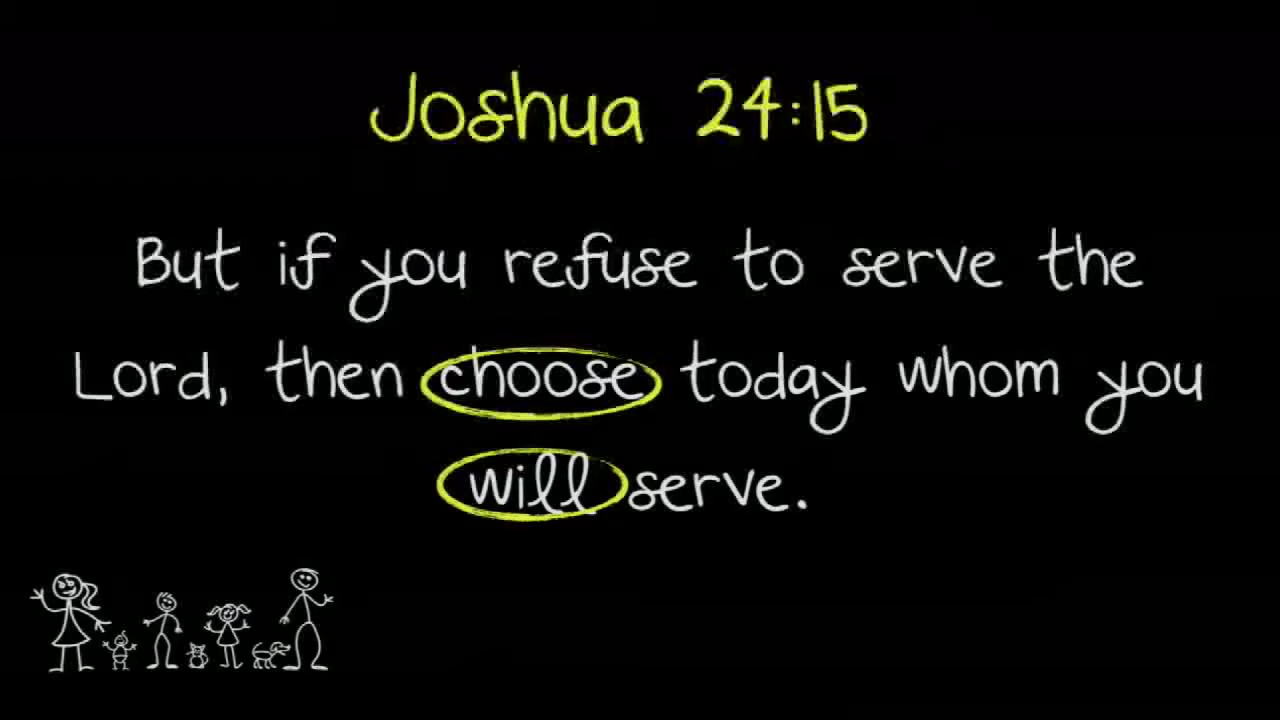 Joshua 24:15
But if you refuse to serve the
Lord, then choose today whom you
will serve.